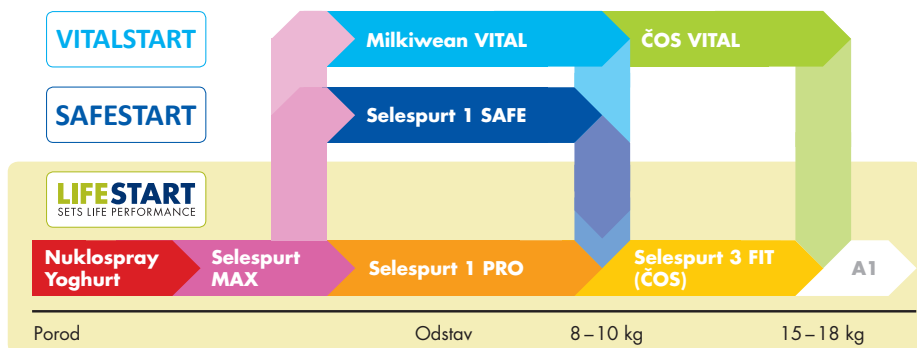 VITALSTART
Milkiwean VITAL
ČOS VITAL
SAFESTART
Selespurt 1 SAFE
LIFESTART
SETS LIFE PERFORMANCE
Nuklospray
Yoghurt
Selespurt
MAX
Selespurt 1 PRO
Selespurt 3 FIT
(ČOS)
A1
Porod
Odstav
8–10 kg
15–18 kg